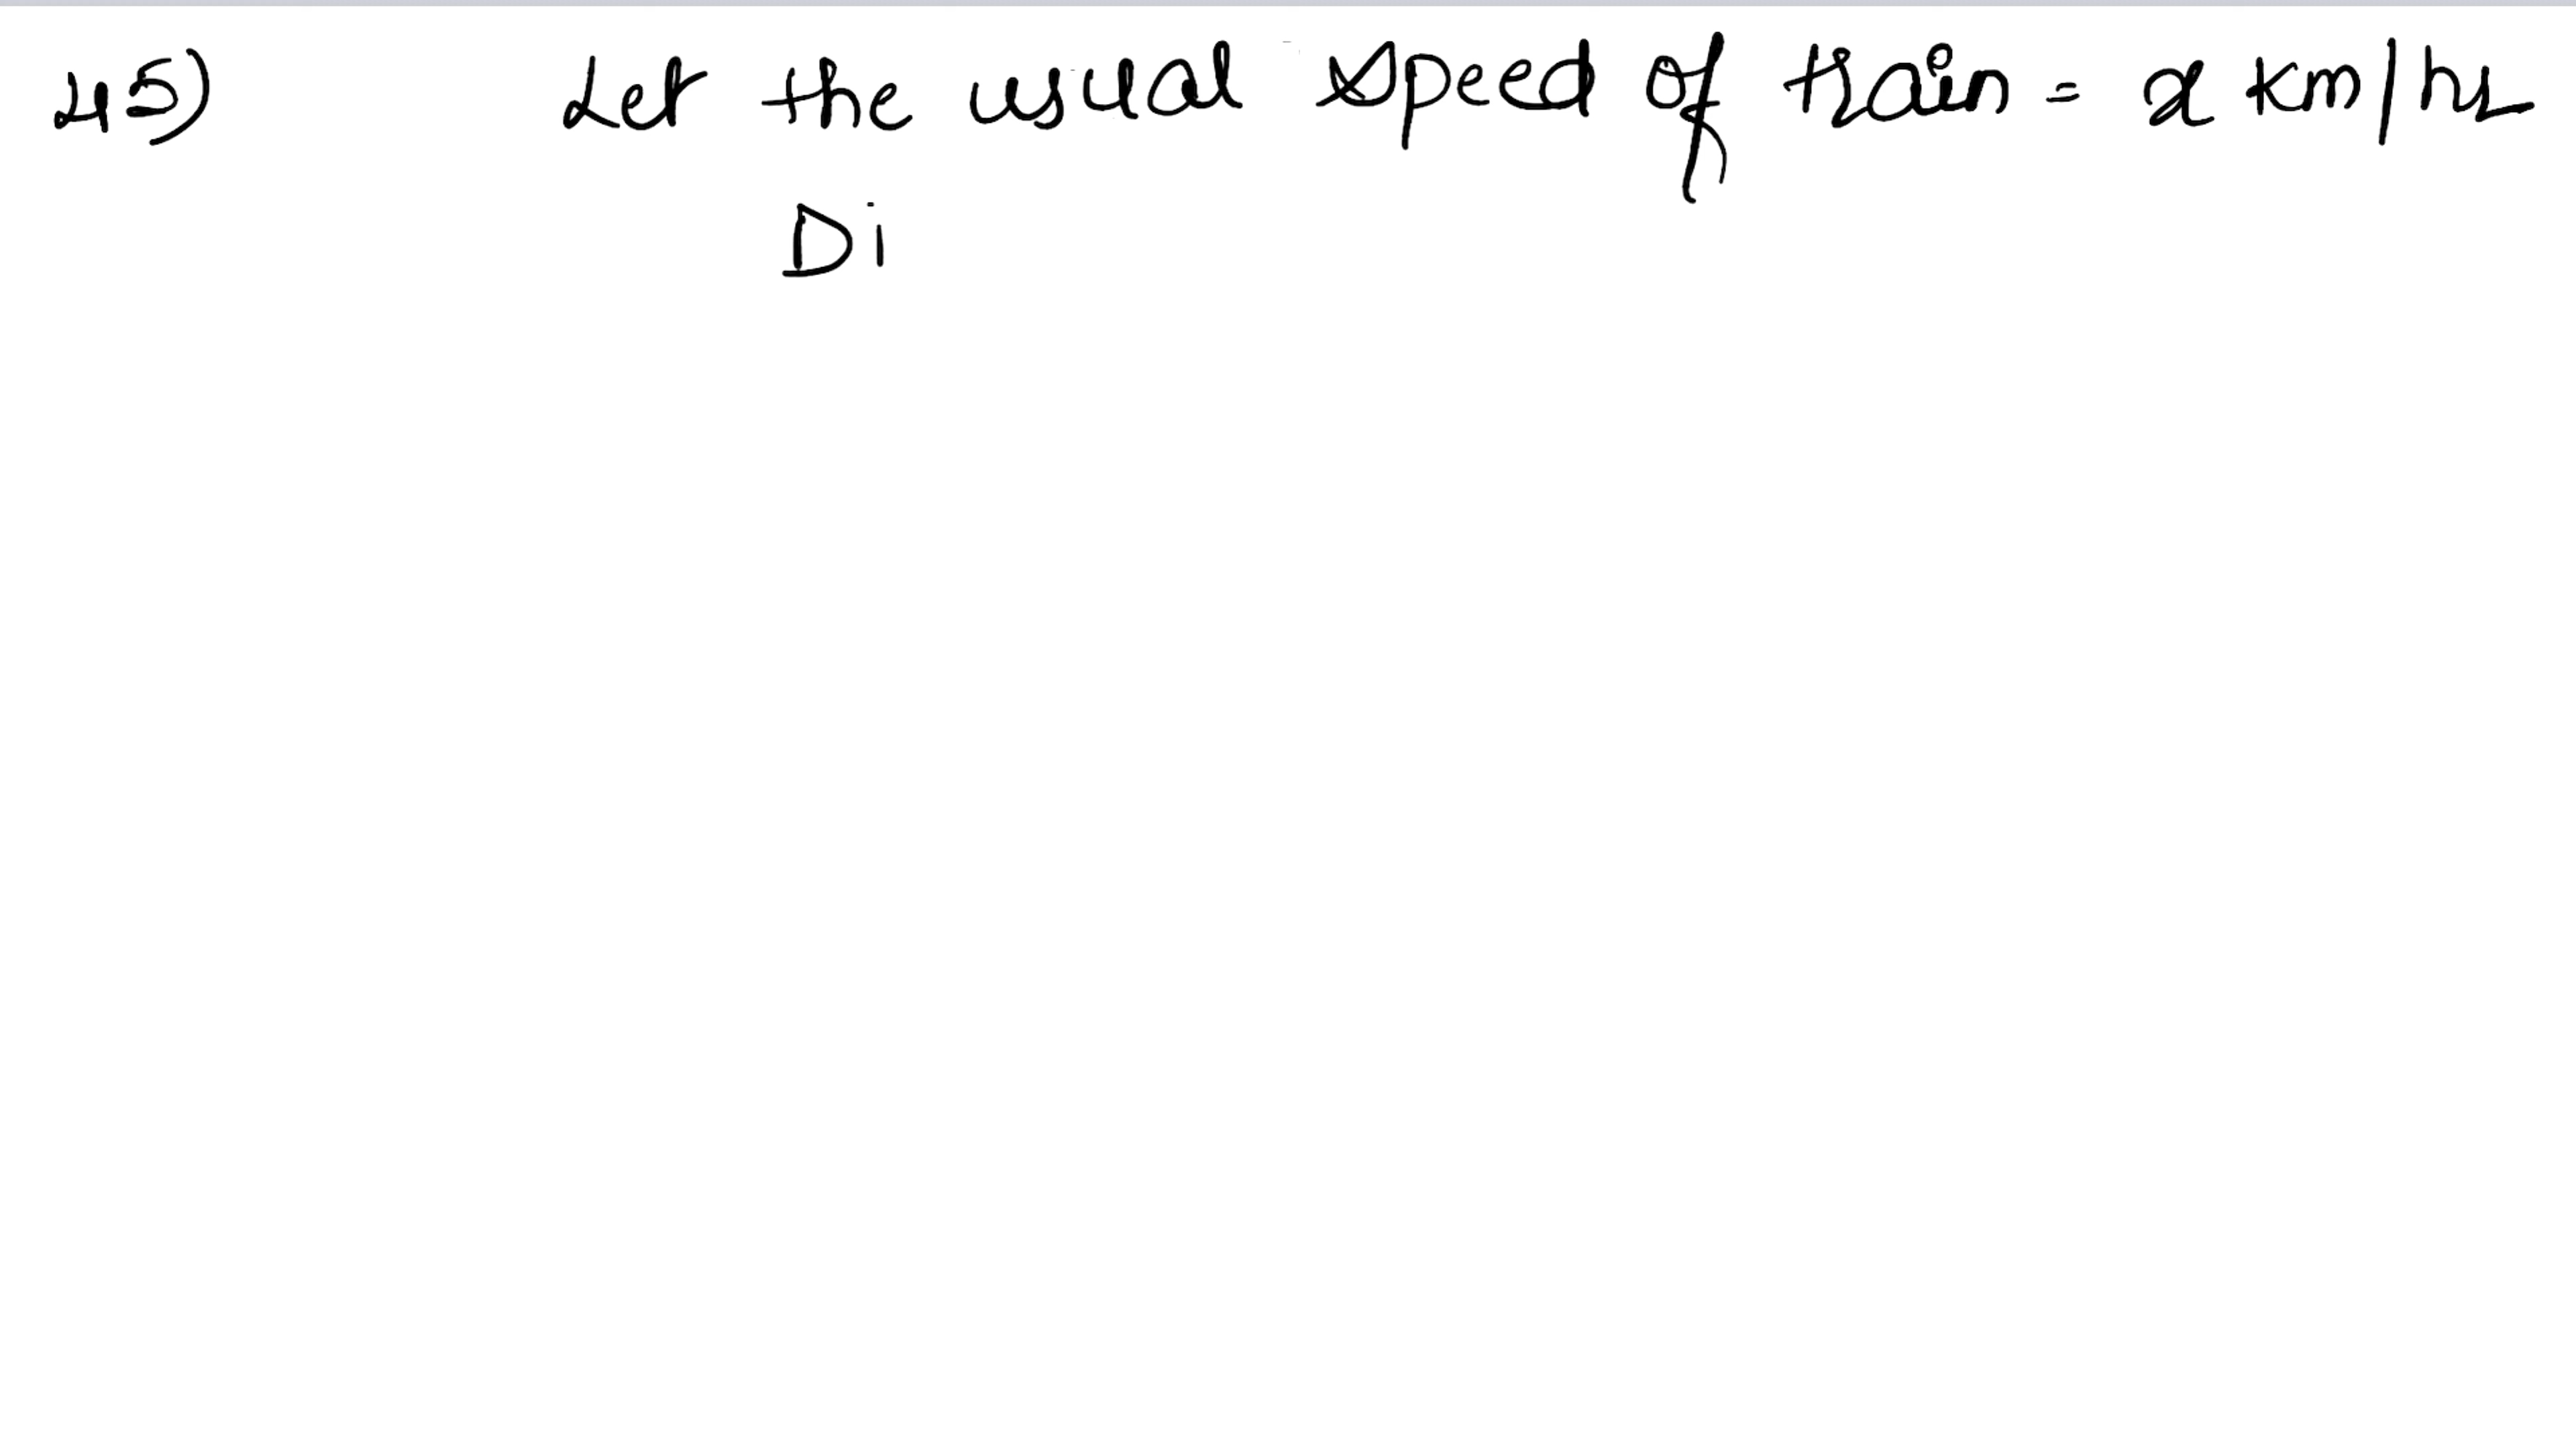 45) Let the usual speed of train = x km/hr
Di